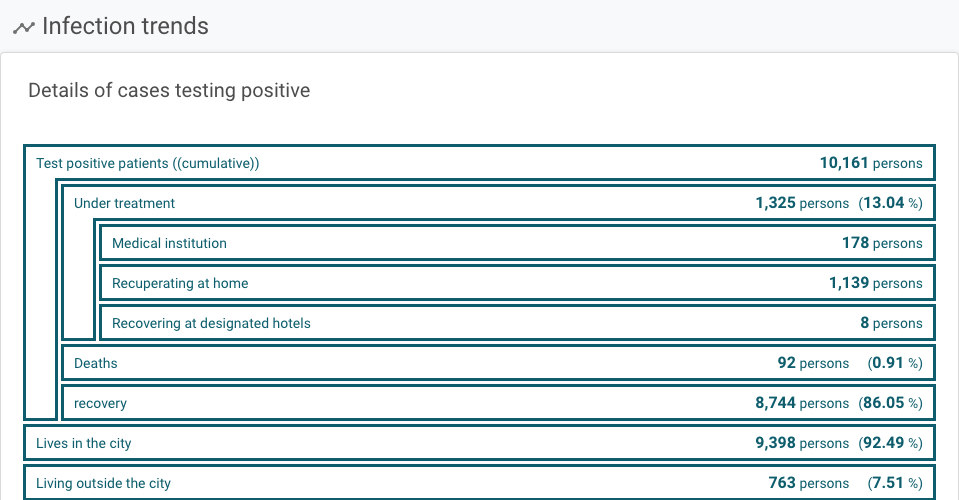 Infection trends
Details of cases testing positive
Test positive patients ((cumulative)) 10,161 persons
Under treatment 1,325 persons (13.04 %)
Medical institution 178 persons
Recuperating at home 1,139 persons
Recovering at designated hotels 8 persons
Deaths 92 persons (0.91 %)
recovery 8,744 persons (86.05 %)
Lives in the city 9,398 persons (92.49 %)
Living outside the city 763 persons (7.51 %)